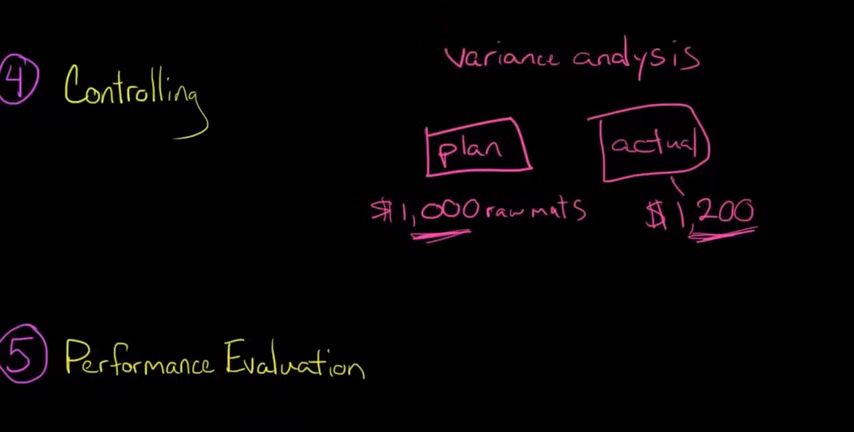 ④ Controlling
variance analysis
plan
actual
$1,000 raw mats
$1,200
⑤ Performance Evaluation